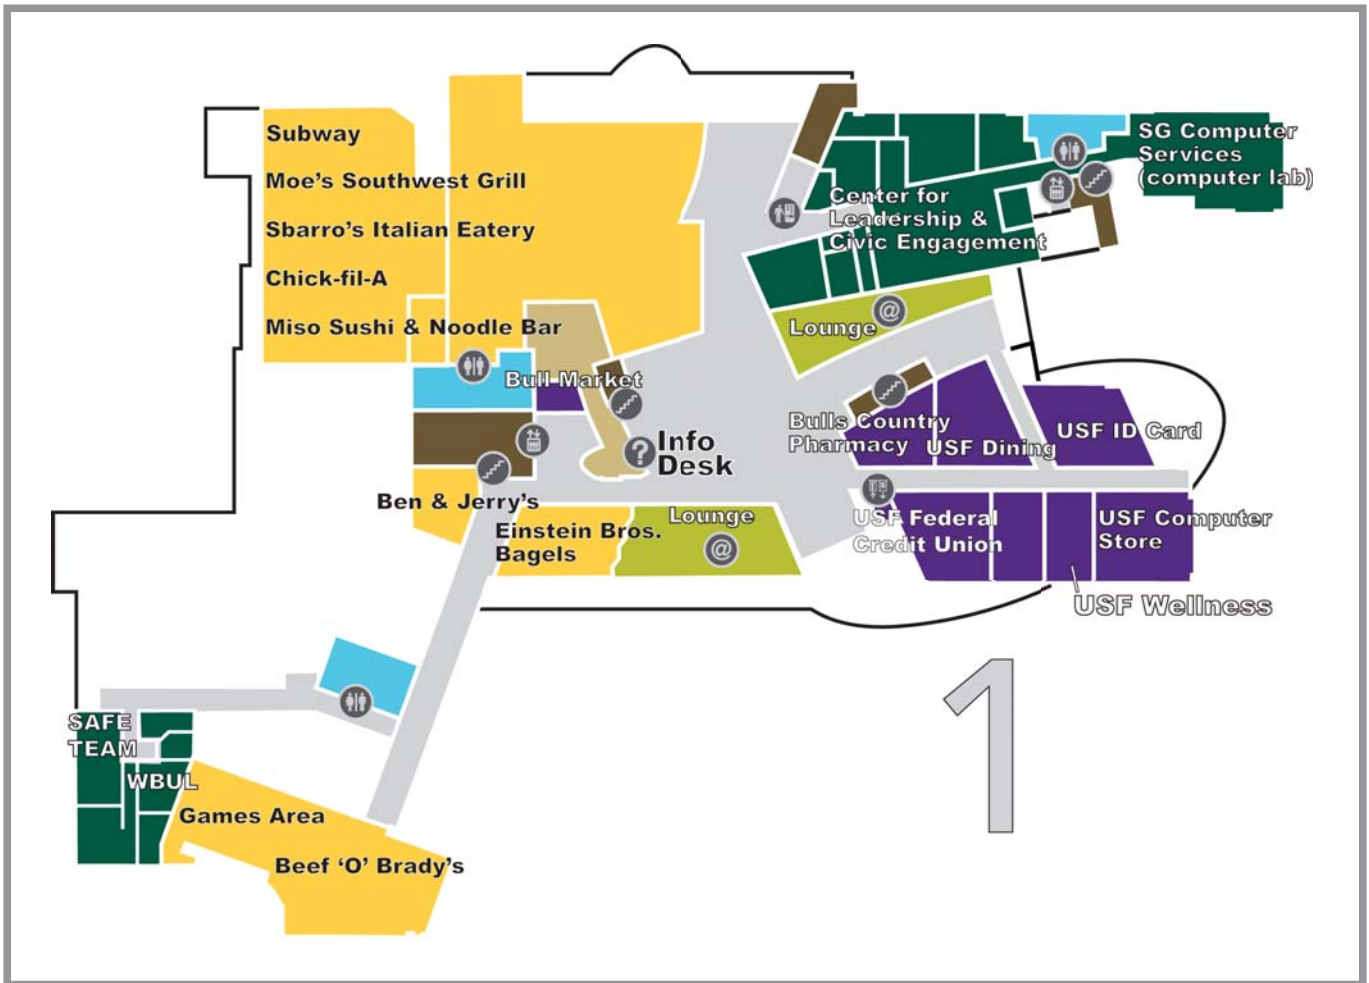 Subway
Moe's Southwest Grill
Sbarro's Italian Eatery
Chick-fil-A
Miso Sushi & Noodle Bar
Bull Market
Info
Desk
Ben & Jerry's
Einstein Bros.
Bagels
Lounge
@
SG Computer
Services
(computer lab)
Center for
Leadership &
Civic Engagement
Lounge
@
Bulls Country
Pharmacy
USF Dining
USF ID Card
USF Federal
Credit Union
USF Computer
Store
USF Wellness
?
SAFE
TEAM
WBUL
Games Area
Beef ‘O’ Brady’s
1